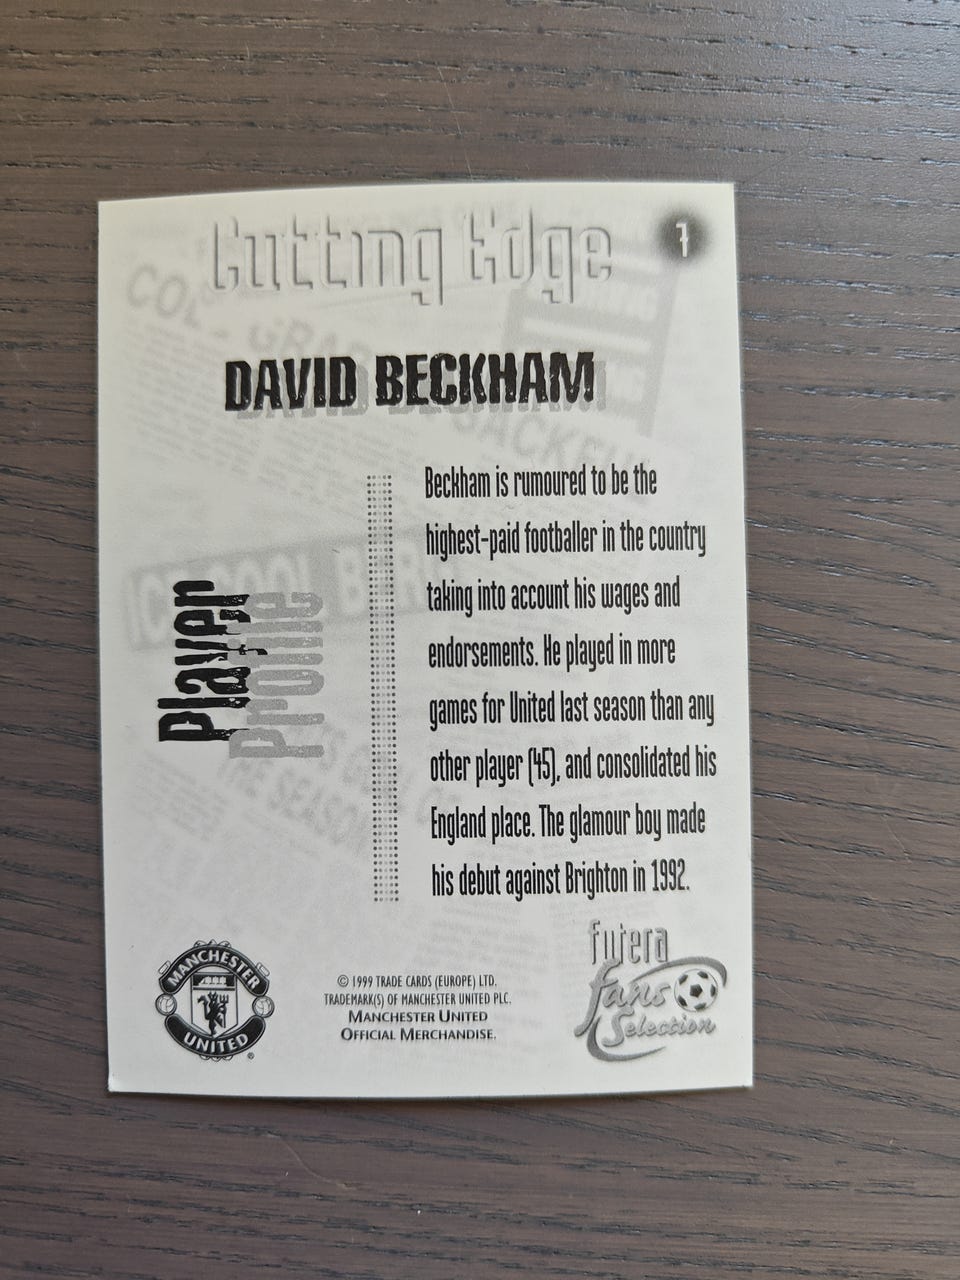 Cutting Edge
1
DAVID BECKHAM
Player
Profile
Beckham is rumoured to be the
highest-paid footballer in the country
taking into account his wages and
endorsements. He played in more
games for United last season than any
other player (45), and consolidated his
England place. The glamour boy made
his debut against Brighton in 1992.
MANCHESTER
UNITED
®
© 1999 TRADE CARDS (EUROPE) LTD.
TRADEMARK(S) OF MANCHESTER UNITED PLC.
MANCHESTER UNITED
OFFICIAL MERCHANDISE.
futera
fans
Selection